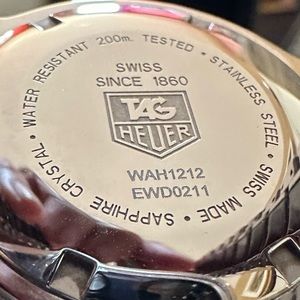 WATER RESISTANT 200m. TESTED • STAINLESS STEEL • SWISS MADE • SAPPHIRE CRYSTAL •
SWISS
SINCE 1860
TAG
HEUER
WAH1212
EWD0211